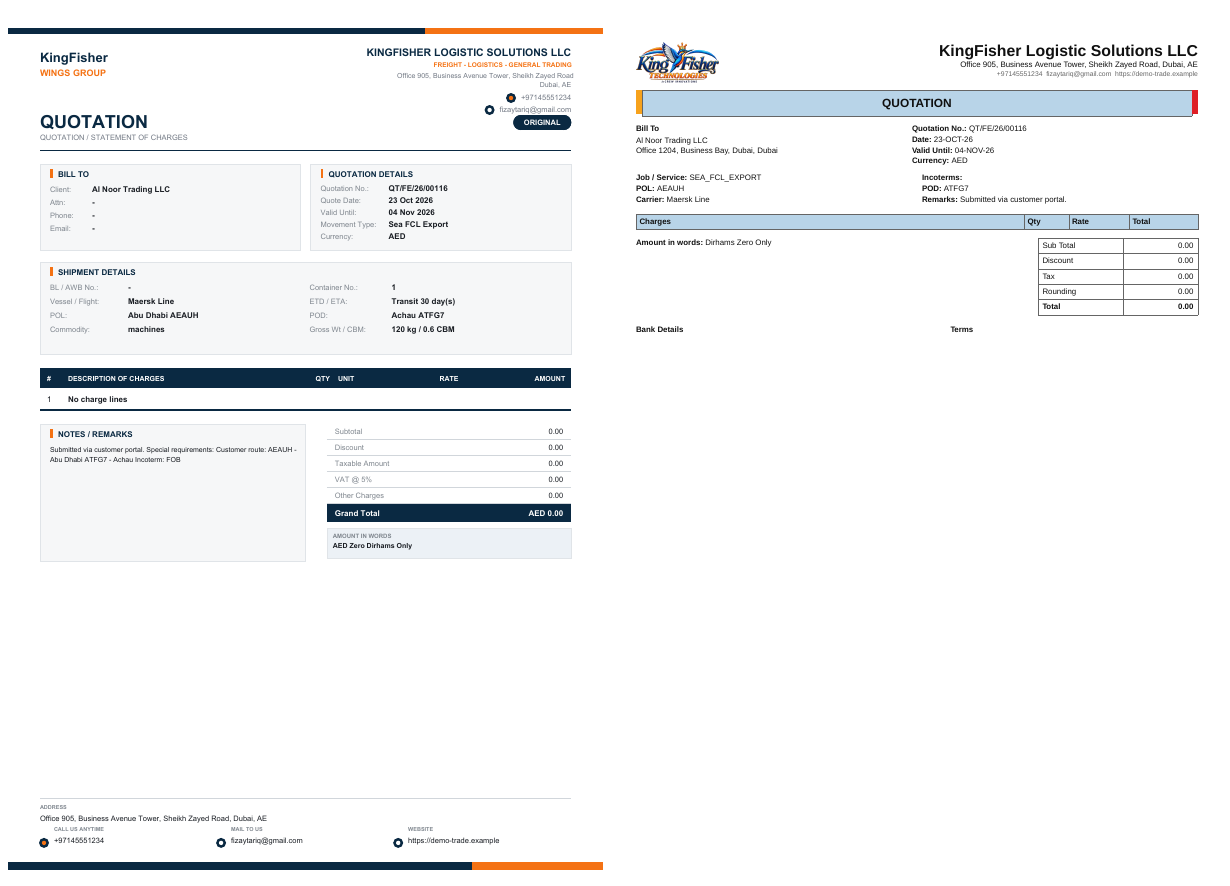 KingFisher
WINGS GROUP
KINGFISHER LOGISTIC SOLUTIONS LLC
FREIGHT - LOGISTICS - GENERAL TRADING
Office 905, Business Avenue Tower, Sheikh Zayed Road
Dubai, AE
+97145551234
fizaytariq@gmail.com
QUOTATION
ORIGINAL
QUOTATION / STATEMENT OF CHARGES
BILL TO
Client: Al Noor Trading LLC
Attn: -
Phone: -
Email: -
QUOTATION DETAILS
Quotation No.: QT/FE/26/00116
Quote Date: 23 Oct 2026
Valid Until: 04 Nov 2026
Movement Type: Sea FCL Export
Currency: AED
SHIPMENT DETAILS
BL / AWB No.: - Container No.: 1
Vessel / Flight: Maersk Line ETD / ETA: Transit 30 day(s)
POL: Abu Dhabi AEAUH POD: Achau ATFG7
Commodity: machines Gross Wt / CBM: 120 kg / 0.6 CBM
# DESCRIPTION OF CHARGES QTY UNIT RATE AMOUNT
1 No charge lines
NOTES / REMARKS
Submitted via customer portal. Special requirements: Customer route: AEAUH -
Abu Dhabi ATFG7 - Achau Incoterm: FOB
Subtotal 0.00
Discount 0.00
Taxable Amount 0.00
VAT @ 5% 0.00
Other Charges 0.00
Grand Total AED 0.00
AMOUNT IN WORDS
AED Zero Dirhams Only
ADDRESS
Office 905, Business Avenue Tower, Sheikh Zayed Road, Dubai, AE
CALL US ANYTIME MAIL TO US WEBSITE
+97145551234 fizaytariq@gmail.com https://demo-trade.example
King Fisher
TECHNOLOGIES
KingFisher Logistic Solutions LLC
Office 905, Business Avenue Tower, Sheikh Zayed Road, Dubai, AE
+97145551234 fizaytariq@gmail.com https://demo-trade.example
QUOTATION
Bill To
Al Noor Trading LLC
Office 1204, Business Bay, Dubai, Dubai
Quotation No.: QT/FE/26/00116
Date: 23-OCT-26
Valid Until: 04-NOV-26
Currency: AED
Job / Service: SEA_FCL_EXPORT Incoterms:
POL: AEAUH POD: ATFG7
Carrier: Maersk Line Remarks: Submitted via customer portal.
Charges Qty Rate Total
Amount in words: Dirhams Zero Only
Sub Total 0.00
Discount 0.00
Tax 0.00
Rounding 0.00
Total 0.00
Bank Details Terms